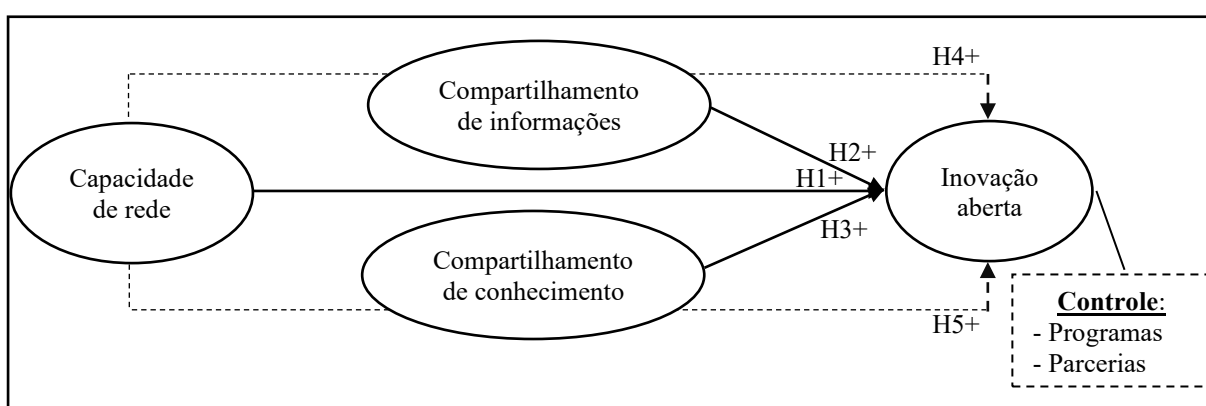 H4+
Compartilhamento
de informações
H2+
Capacidade
de rede
H1+
Inovação
aberta
H3+
Compartilhamento
de conhecimento
H5+
Controle:
- Programas
- Parcerias